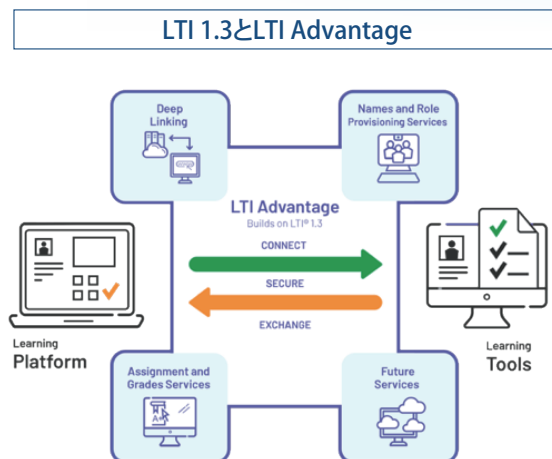 LTI 1.3とLTI Advantage
Deep
Linking
Names and Role
Provisioning Services
LTI Advantage
Builds on LTI® 1.3
CONNECT
SECURE
EXCHANGE
Learning
Platform
Learning
Tools
Assignment and
Grades Services
A+
Future
Services